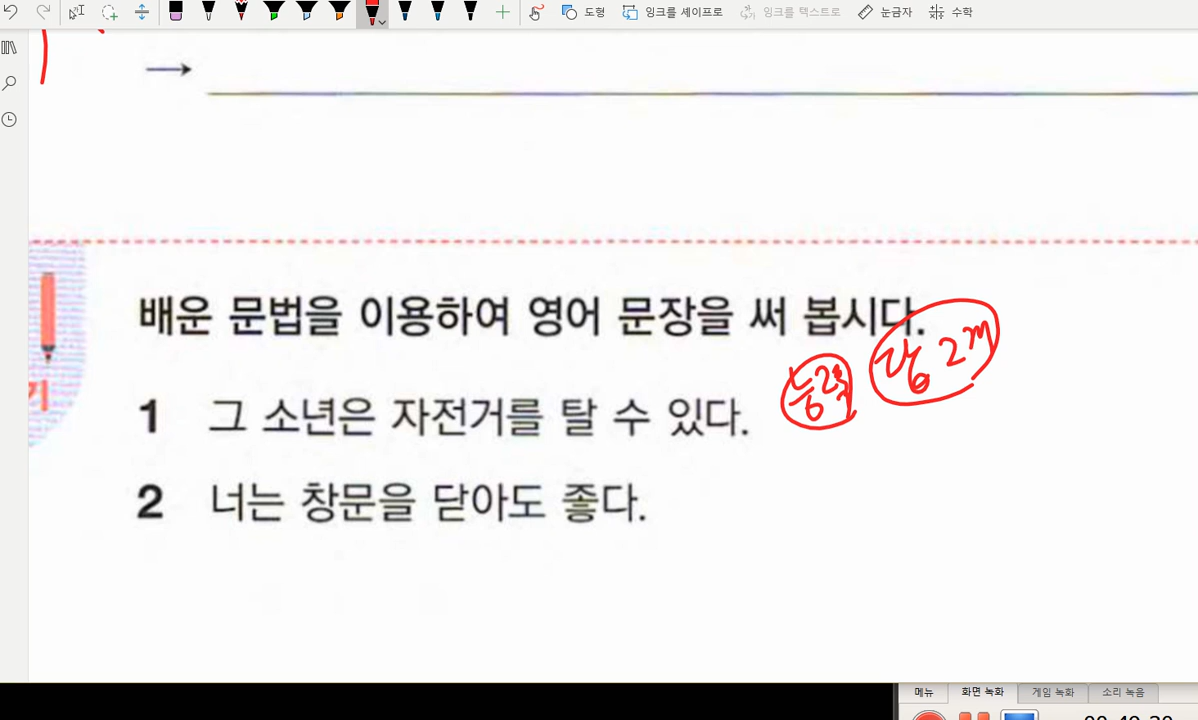 도형 잉크를 셰이프로 잉크를 텍스트로 눈금자 수학
배운 문법을 이용하여 영어 문장을 써 봅시다.
답 2개
능력
1 그 소년은 자전거를 탈 수 있다.
2 너는 창문을 닫아도 좋다.
기
메뉴 화면 녹화 게임 녹화 소리 녹음